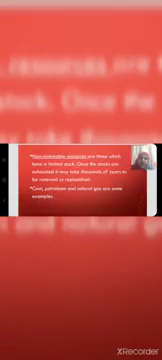 •Non-renewable resources are those which
have a limited stock. Once the stocks are
exhausted it may take thousands of years to
be renewed or replenished.
•Coal, petroleum and natural gas are some
examples.
XRecorder